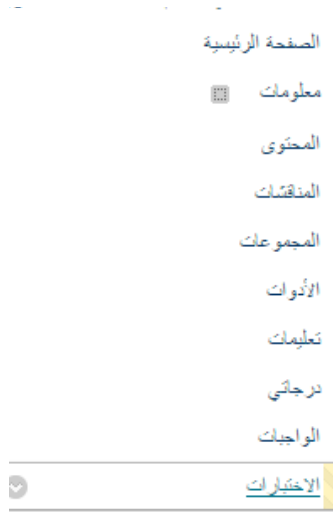 الصفحة الرئيسية
معلومات
المحتوى
المناقشات
المجموعات
الأدوات
تعليمات
درجاتي
الواجبات
الاختبارات